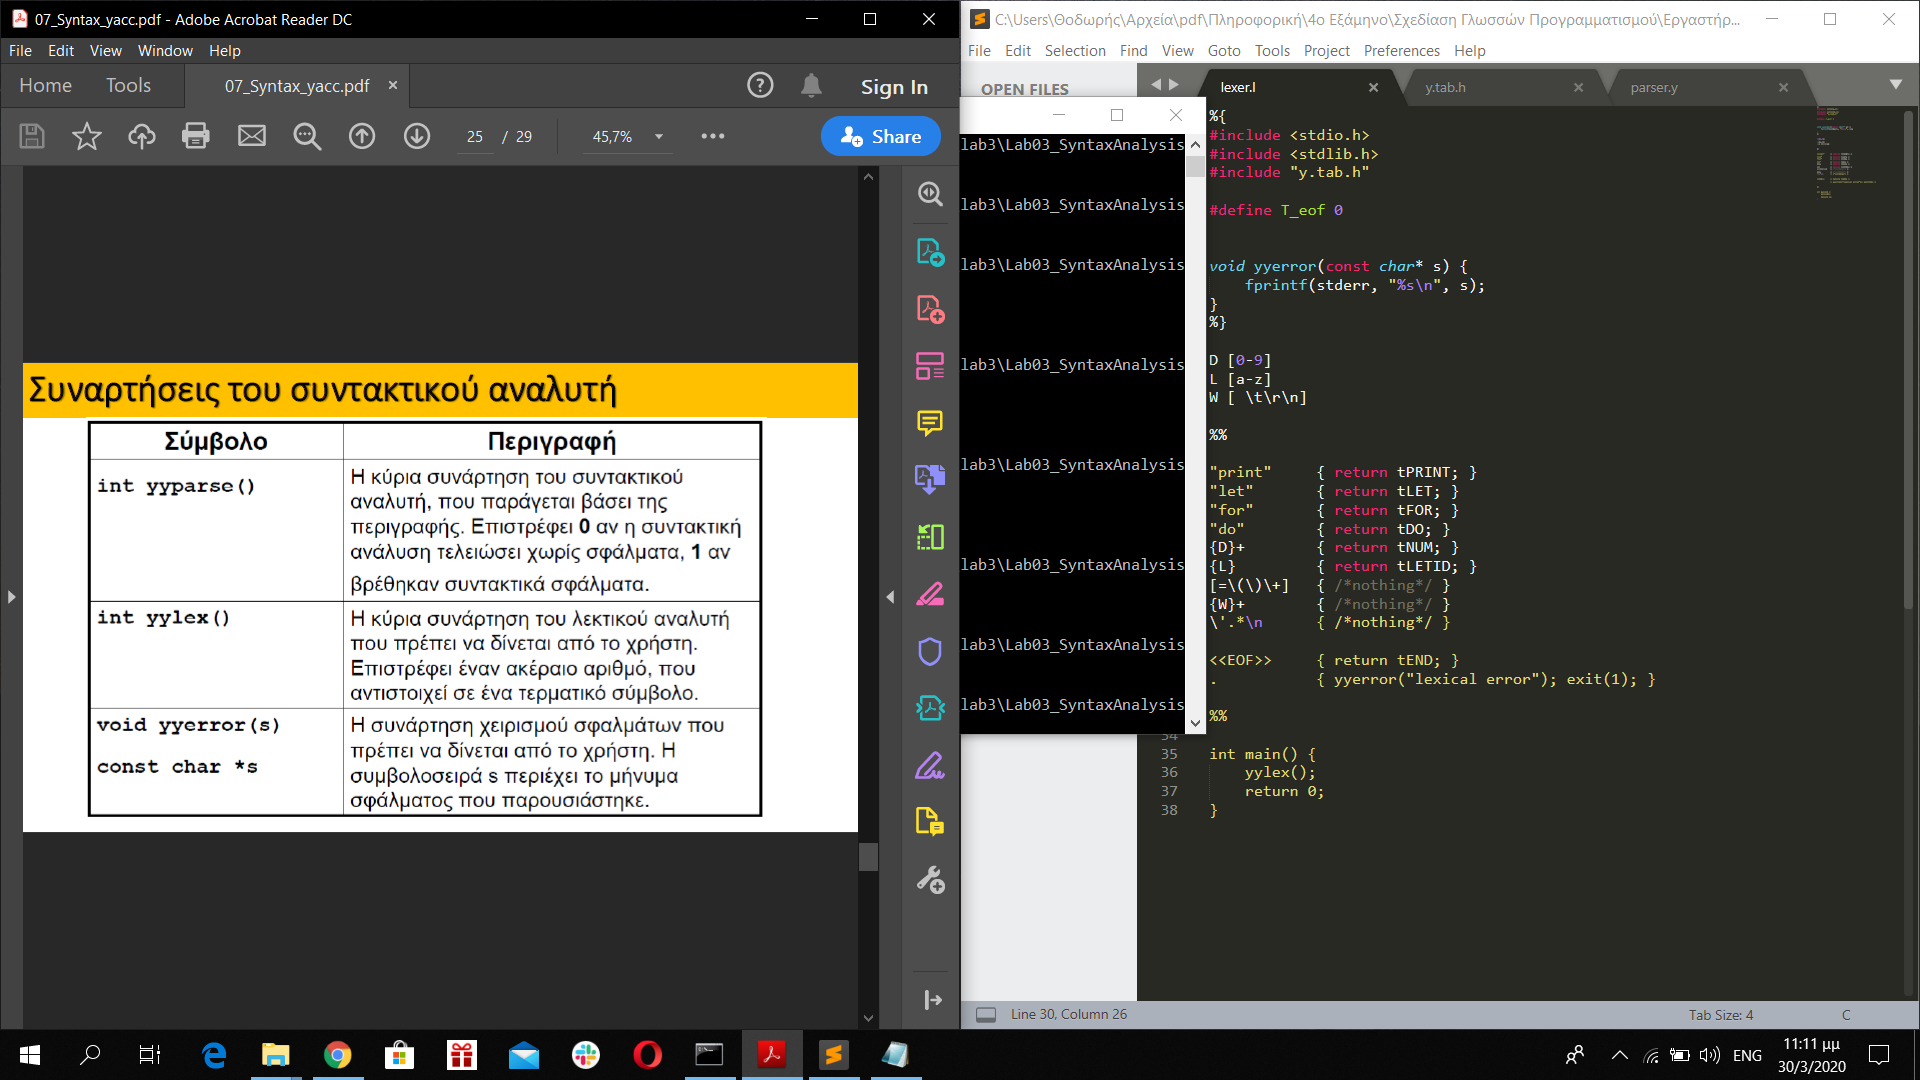 07_Syntax_yacc.pdf - Adobe Acrobat Reader DC
File Edit View Window Help
Home Tools 07_Syntax_yacc.pdf × Sign In
25 / 29 45,7% Share
Συναρτήσεις του συντακτικού αναλυτή
Σύμβολο Περιγραφή
int yyparse()
Η κύρια συνάρτηση του συντακτικού
αναλυτή, που παράγεται βάσει της
περιγραφής. Επιστρέφει 0 αν η συντακτική
ανάλυση τελειώσει χωρίς σφάλματα, 1 αν
βρέθηκαν συντακτικά σφάλματα.
int yylex()
Η κύρια συνάρτηση του λεκτικού αναλυτή
που πρέπει να δίνεται από το χρήστη.
Επιστρέφει έναν ακέραιο αριθμό, που
αντιστοιχεί σε ένα τερματικό σύμβολο.
void yyerror(s)
const char *s
Η συνάρτηση χειρισμού σφαλμάτων που
πρέπει να δίνεται από το χρήστη. Η
συμβολοσειρά s περιέχει το μήνυμα
σφάλματος που παρουσιάστηκε.
C:\Users\Θοδωρής\Αρχεία\pdf\Πληροφορική\4ο Εξάμηνο\Σχεδίαση Γλωσσών Προγραμματισμού\Εργαστήρ...
File Edit Selection Find View Goto Tools Project Preferences Help
OPEN FILES
lexer.l y.tab.h parser.y
lab3\Lab03_SyntaxAnalysis
lab3\Lab03_SyntaxAnalysis
lab3\Lab03_SyntaxAnalysis
lab3\Lab03_SyntaxAnalysis
lab3\Lab03_SyntaxAnalysis
lab3\Lab03_SyntaxAnalysis
lab3\Lab03_SyntaxAnalysis
lab3\Lab03_SyntaxAnalysis
%{
#include <stdio.h>
#include <stdlib.h>
#include "y.tab.h"
#define T_eof 0
void yyerror(const char* s) {
fprintf(stderr, "%s\n", s);
}
%}
D [0-9]
L [a-z]
W [ \t\r\n]
%%
"print" { return tPRINT; }
"let" { return tLET; }
"for" { return tFOR; }
"do" { return tDO; }
{D}+ { return tNUM; }
{L} { return tLETID; }
[=\(\)\+] { /*nothing*/ }
{W}+ { /*nothing*/ }
\'.*\n { /*nothing*/ }
<<EOF>> { return tEND; }
. { yyerror("lexical error"); exit(1); }
%%
34
35 int main() {
36 yylex();
37 return 0;
38 }
Line 30, Column 26 Tab Size: 4 C
ENG 11:11 μμ
30/3/2020